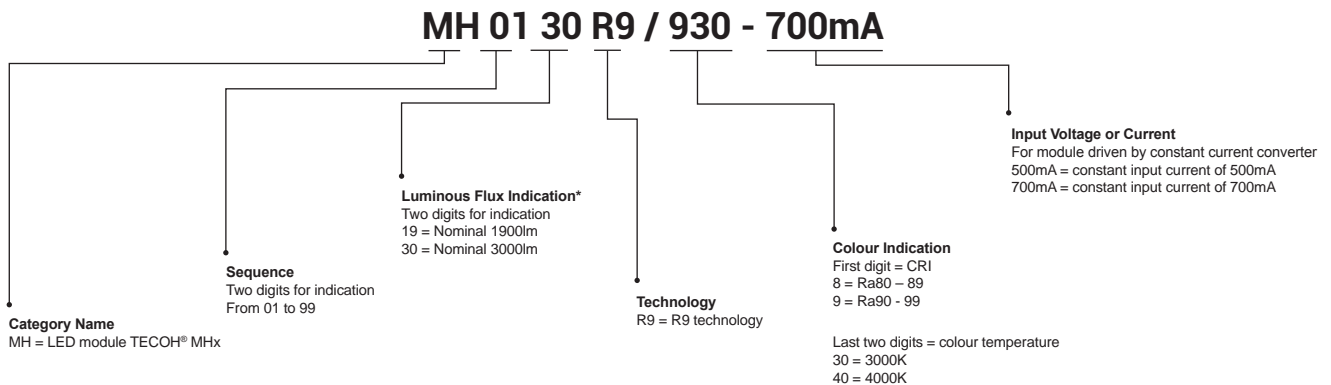 MH 01 30 R9 / 930 - 700mA
Input Voltage or Current
For module driven by constant current converter
500mA = constant input current of 500mA
700mA = constant input current of 700mA
Luminous Flux Indication*
Two digits for indication
19 = Nominal 1900lm
30 = Nominal 3000lm
Colour Indication
First digit = CRI
8 = Ra80 – 89
9 = Ra90 - 99
Last two digits = colour temperature
30 = 3000K
40 = 4000K
Sequence
Two digits for indication
From 01 to 99
Technology
R9 = R9 technology
Category Name
MH = LED module TECOH® MHx